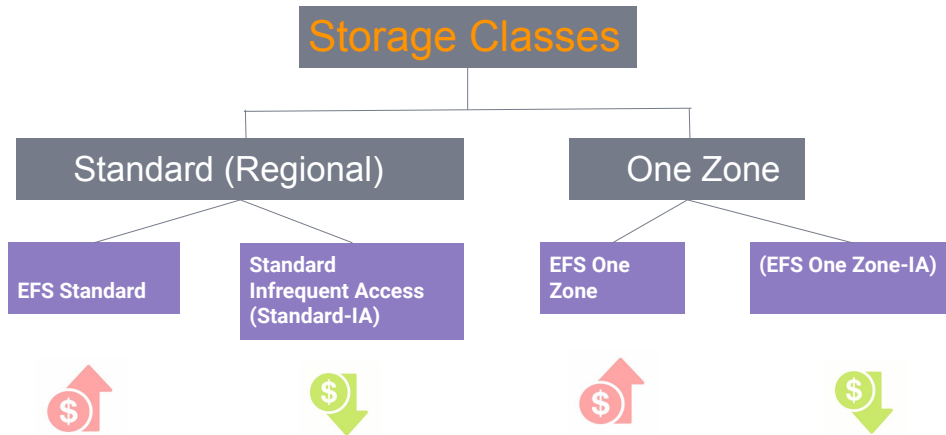 Storage Classes
Standard (Regional)
One Zone
EFS Standard
Standard
Infrequent Access
(Standard-IA)
EFS One
Zone
(EFS One Zone-IA)
$
$
$
$